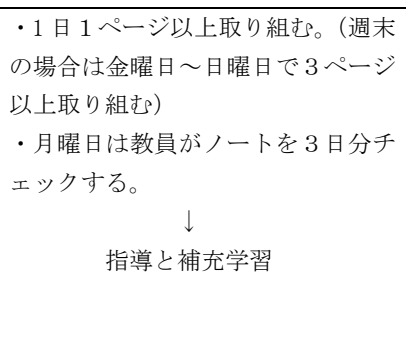 ・1日１ページ以上取り組む。（週末
の場合は金曜日～日曜日で３ページ
以上取り組む）
・月曜日は教員がノートを３日分チ
ェックする。
↓
指導と補充学習